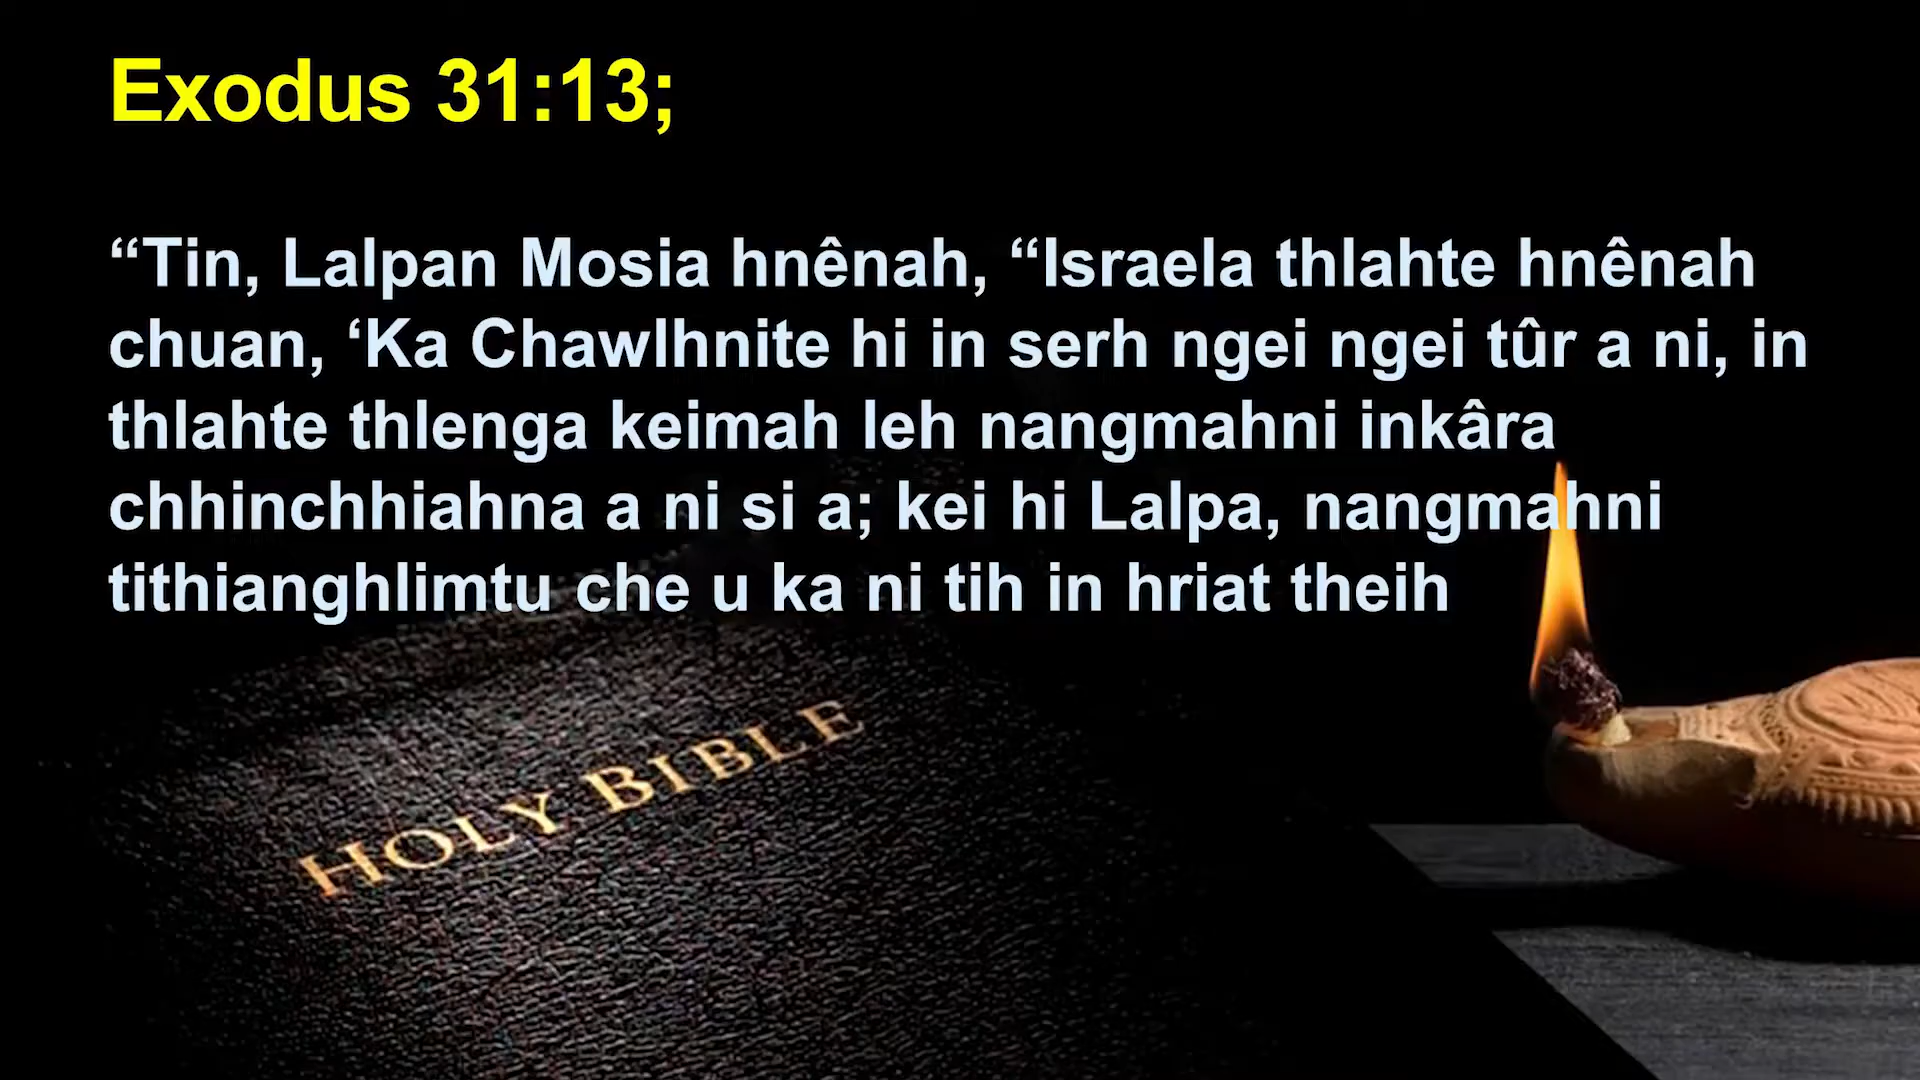 Exodus 31:13;
“Tin, Lalpan Mosia hnênah, “Israela thlahte hnênah
chuan, ‘Ka Chawlhnite hi in serh ngei ngei tûr a ni, in
thlahte thlenga keimah leh nangmahni inkâra
chhinchhiahna a ni si a; kei hi Lalpa, nangmahni
tithianghlimtu che u ka ni tih in hriat theih
HOLY BIBLE